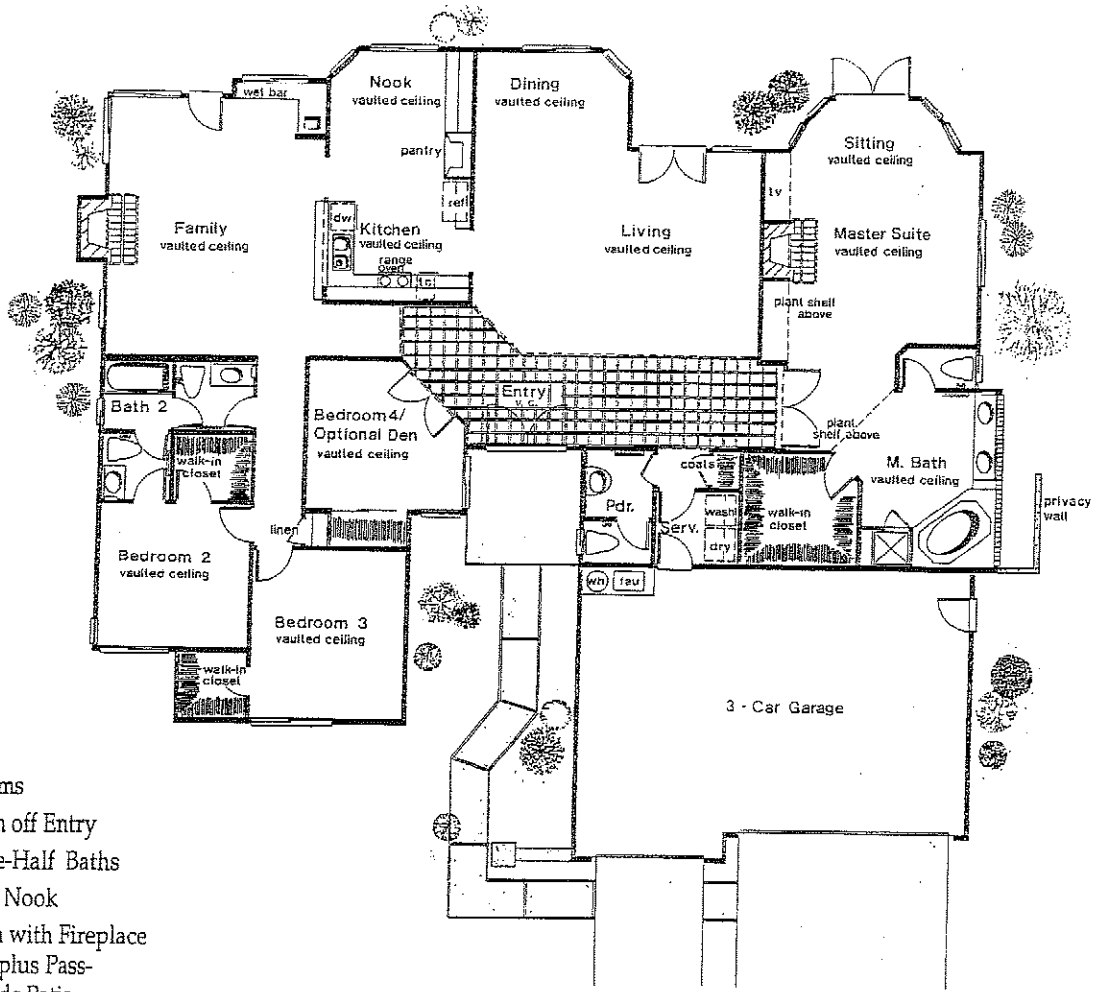 wet bar
Nook
vaulted ceiling
Dining
vaulted ceiling
pantry
ref
Sitting
vaulted ceiling
tv
Family
vaulted ceiling
dw
Kitchen
vaulted ceiling
range
oven
tc
Living
vaulted ceiling
Master Suite
vaulted ceiling
plant shelf
above
Bath 2
walk-in
closet
Bedroom 4/
Optional Den
vaulted ceiling
Entry
v. c.
plant
shelf above
M. Bath
vaulted ceiling
privacy
wall
coats
Pdr.
wash
Serv.
dry
walk-in
closet
linen
Bedroom 2
vaulted ceiling
Bedroom 3
vaulted ceiling
walk-in
closet
wh
fau
3 - Car Garage
off Entry
e-Half Baths
Nook
with Fireplace
plus Pass-